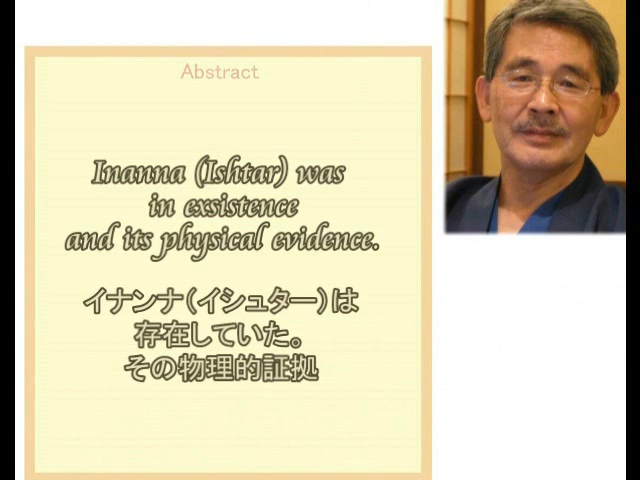 Abstract
Inanna (Ishtar) was
in exsistence
and its physical evidence.
イナンナ（イシュター）は
存在していた。
その物理的証拠